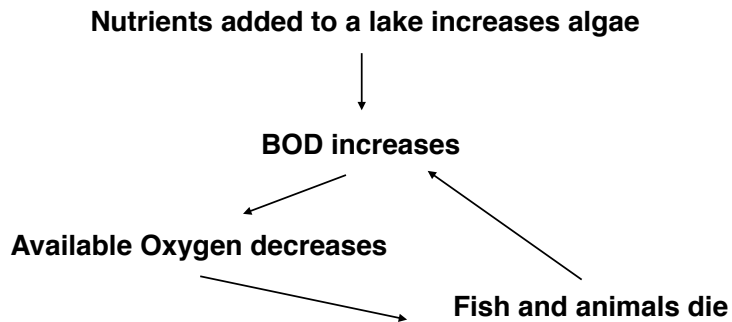 Nutrients added to a lake increases algae
BOD increases
Available Oxygen decreases
Fish and animals die